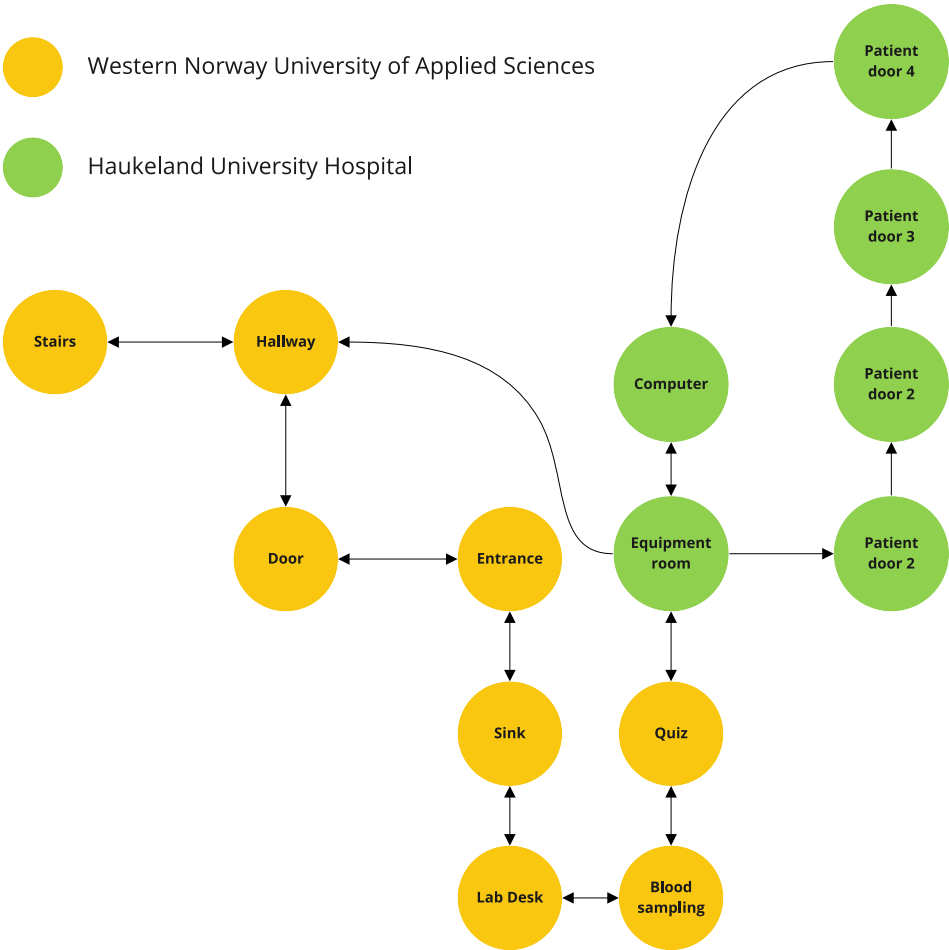 Western Norway University of Applied Sciences
Haukeland University Hospital
Patient
door 4
Patient
door 3
Stairs
Hallway
Computer
Patient
door 2
Door
Entrance
Equipment
room
Patient
door 2
Sink
Quiz
Lab Desk
Blood
sampling